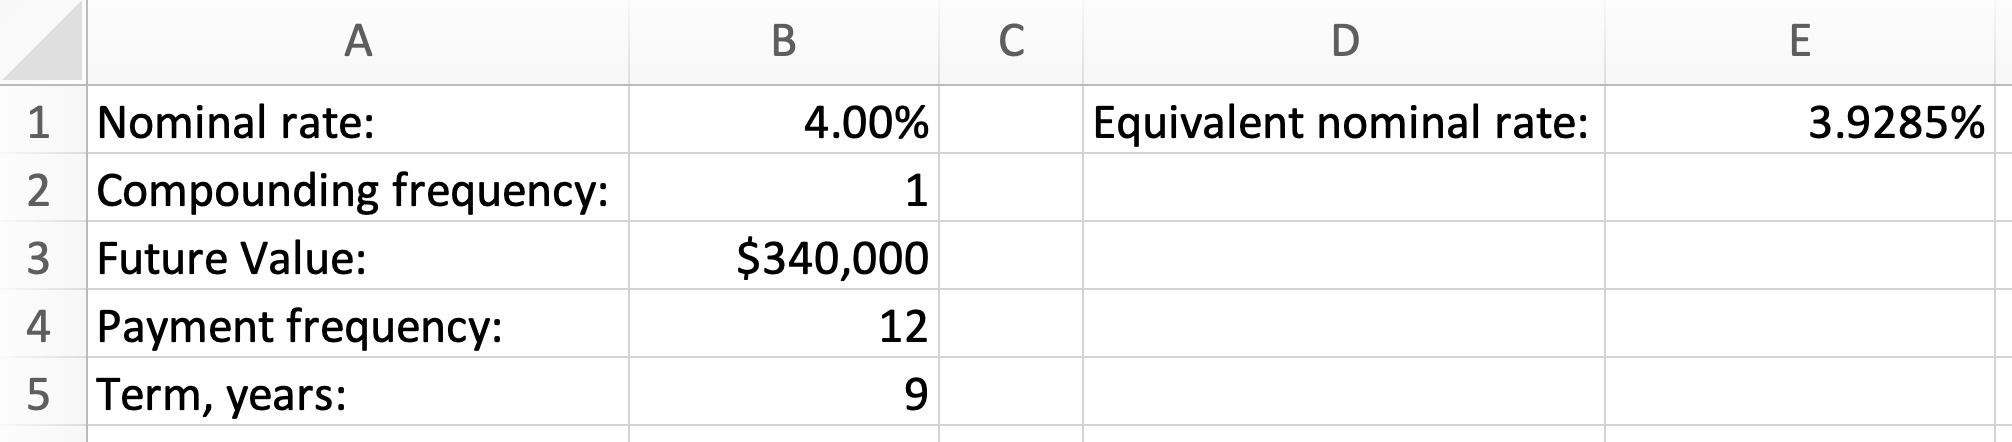 A B C D E
1 Nominal rate: 4.00% Equivalent nominal rate: 3.9285%
2 Compounding frequency: 1
3 Future Value: $340,000
4 Payment frequency: 12
5 Term, years: 9